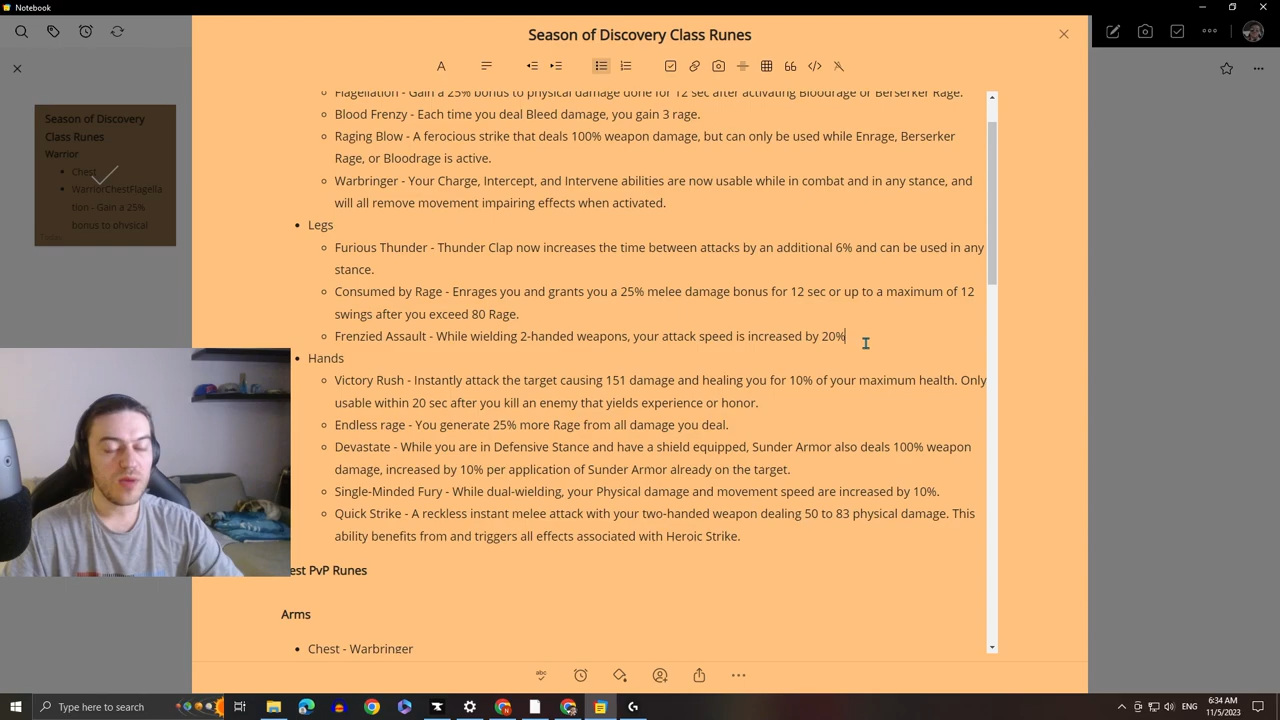 Notebook
Season of Discovery Class Runes
A
Season of Discovery
Class Runes
Warrior
• Chest
• WarriorChestFlagella
tion - Gain a 25%
bonus to physical
Flagellation - Gain a 25% bonus to physical damage done for 12 sec after activating Bloodrage or Berserker Rage.
Blood Frenzy - Each time you deal Bleed damage, you gain 3 rage.
Raging Blow - A ferocious strike that deals 100% weapon damage, but can only be used while Enrage, Berserker
Rage, or Bloodrage is active.
Warbringer - Your Charge, Intercept, and Intervene abilities are now usable while in combat and in any stance, and
will all remove movement impairing effects when activated.
• Legs
Furious Thunder - Thunder Clap now increases the time between attacks by an additional 6% and can be used in any
stance.
Consumed by Rage - Enrages you and grants you a 25% melee damage bonus for 12 sec or up to a maximum of 12
swings after you exceed 80 Rage.
Frenzied Assault - While wielding 2-handed weapons, your attack speed is increased by 20%
• Hands
Victory Rush - Instantly attack the target causing 151 damage and healing you for 10% of your maximum health. Only
usable within 20 sec after you kill an enemy that yields experience or honor.
Endless rage - You generate 25% more Rage from all damage you deal.
Devastate - While you are in Defensive Stance and have a shield equipped, Sunder Armor also deals 100% weapon
damage, increased by 10% per application of Sunder Armor already on the target.
Single-Minded Fury - While dual-wielding, your Physical damage and movement speed are increased by 10%.
Quick Strike - A reckless instant melee attack with your two-handed weapon dealing 50 to 83 physical damage. This
ability benefits from and triggers all effects associated with Heroic Strike.
est PvP Runes
Arms
• Chest - Warbringer
abc
Type here to search
6:34 AM
11/5/2023